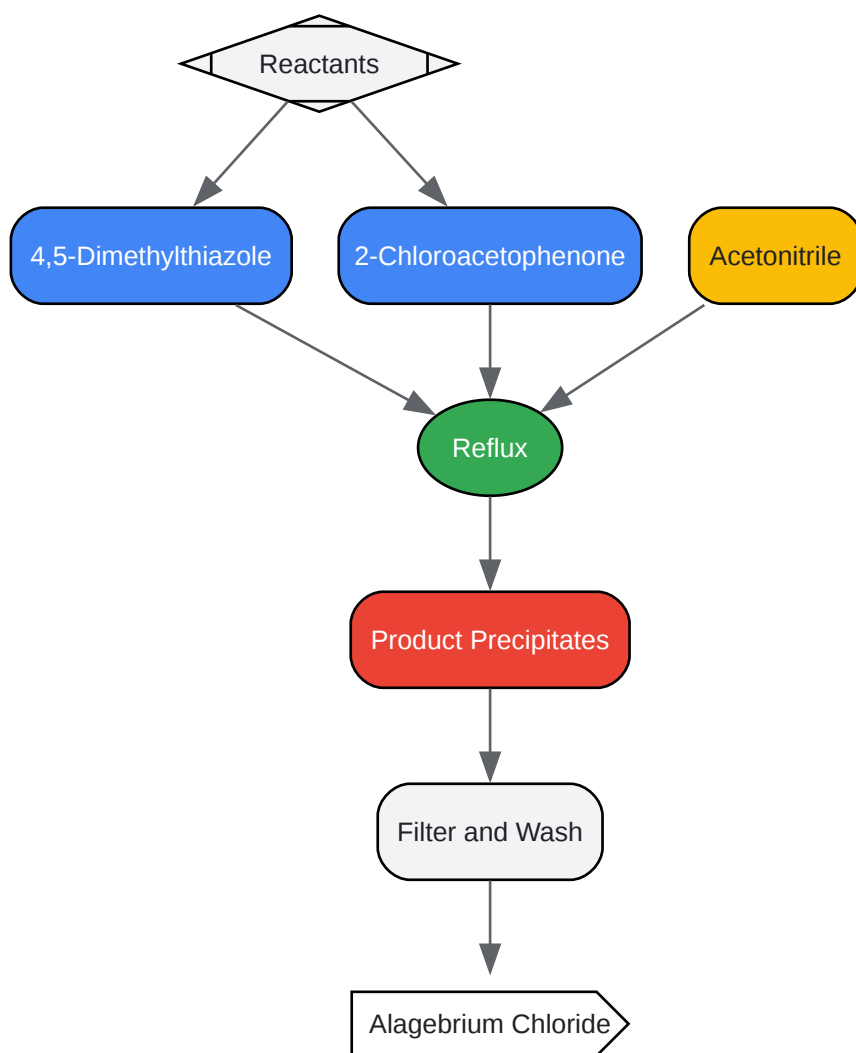 Reactants
4,5-Dimethylthiazole
2-Chloroacetophenone
Acetonitrile
Reflux
Product Precipitates
Filter and Wash
Alagebrium Chloride